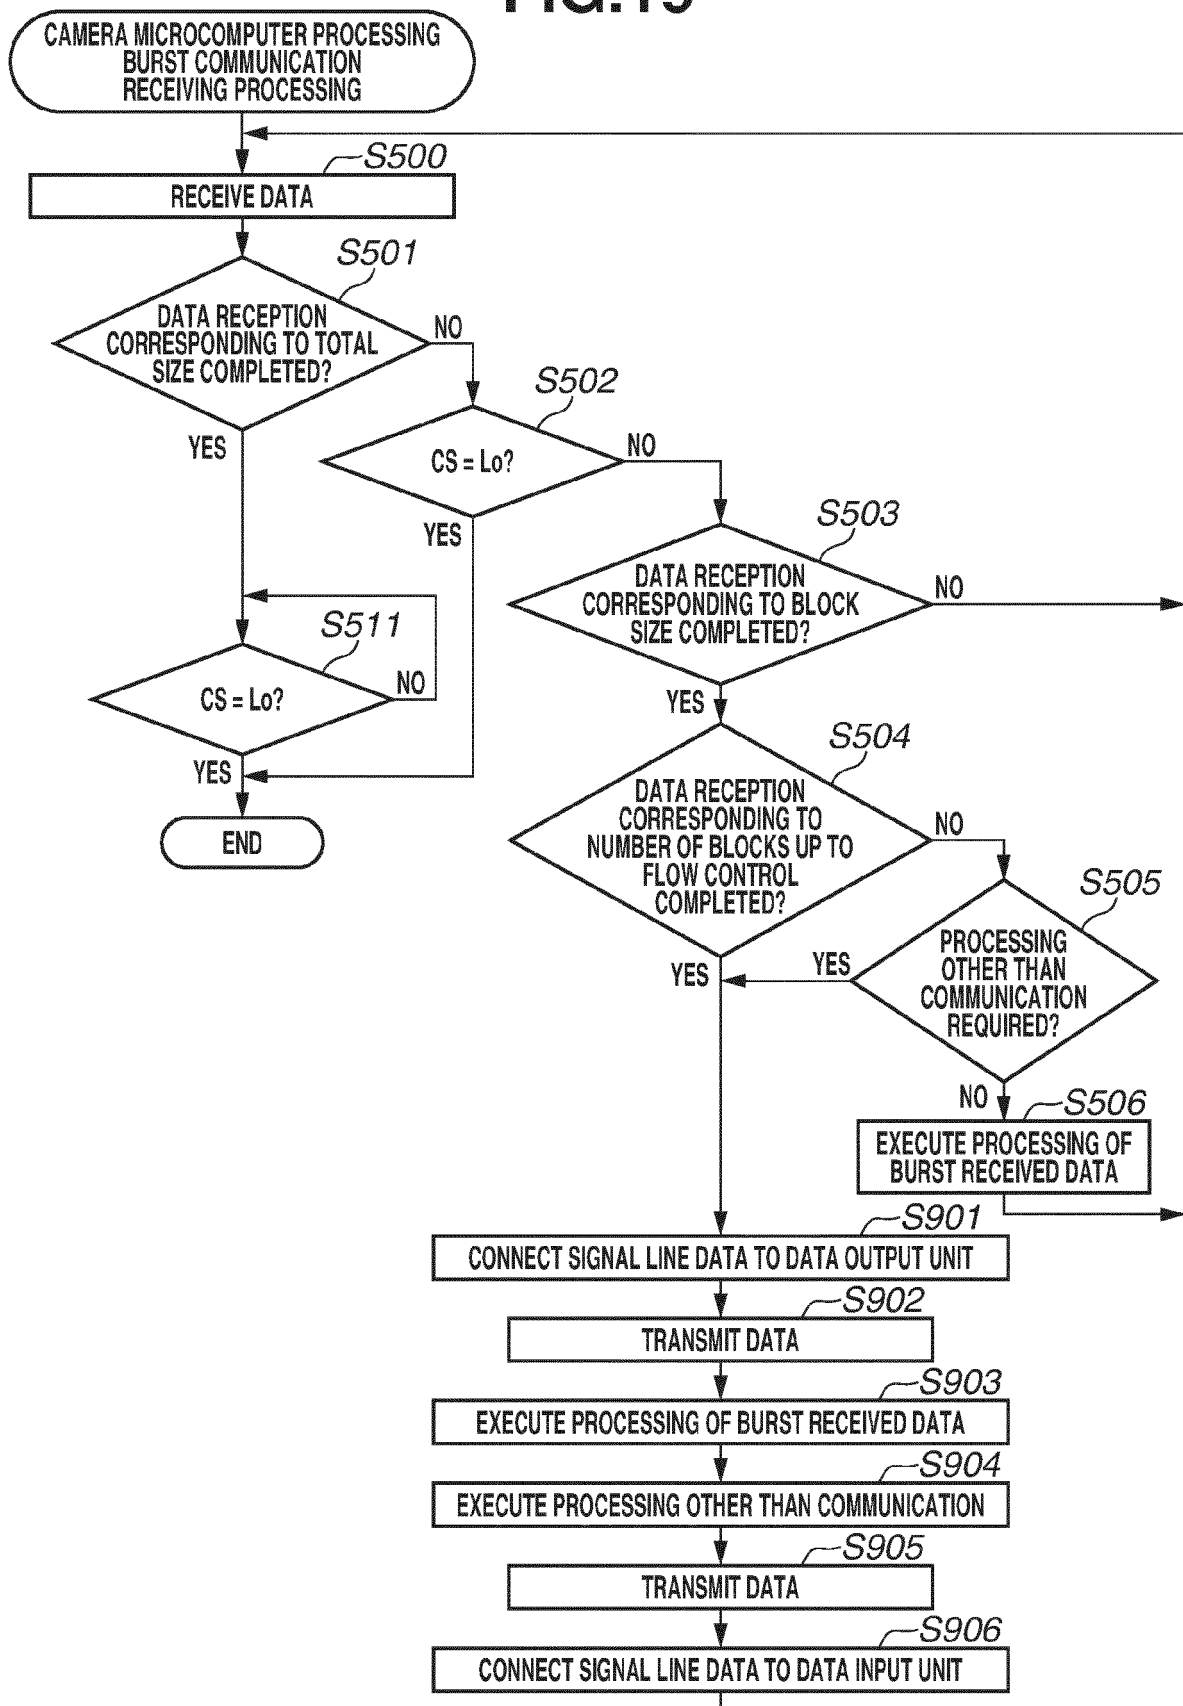 FIG.19
CAMERA MICROCOMPUTER PROCESSING
BURST COMMUNICATION
RECEIVING PROCESSING
S500
RECEIVE DATA
S501
DATA RECEPTION
CORRESPONDING TO TOTAL
SIZE COMPLETED?
NO
YES
S502
CS = Lo?
NO
YES
S503
DATA RECEPTION
CORRESPONDING TO BLOCK
SIZE COMPLETED?
NO
YES
S511
CS = Lo?
NO
YES
END
S504
DATA RECEPTION
CORRESPONDING TO
NUMBER OF BLOCKS UP TO
FLOW CONTROL
COMPLETED?
NO
YES
S505
PROCESSING
OTHER THAN
COMMUNICATION
REQUIRED?
YES
NO
S506
EXECUTE PROCESSING OF
BURST RECEIVED DATA
S901
CONNECT SIGNAL LINE DATA TO DATA OUTPUT UNIT
S902
TRANSMIT DATA
S903
EXECUTE PROCESSING OF BURST RECEIVED DATA
S904
EXECUTE PROCESSING OTHER THAN COMMUNICATION
S905
TRANSMIT DATA
S906
CONNECT SIGNAL LINE DATA TO DATA INPUT UNIT